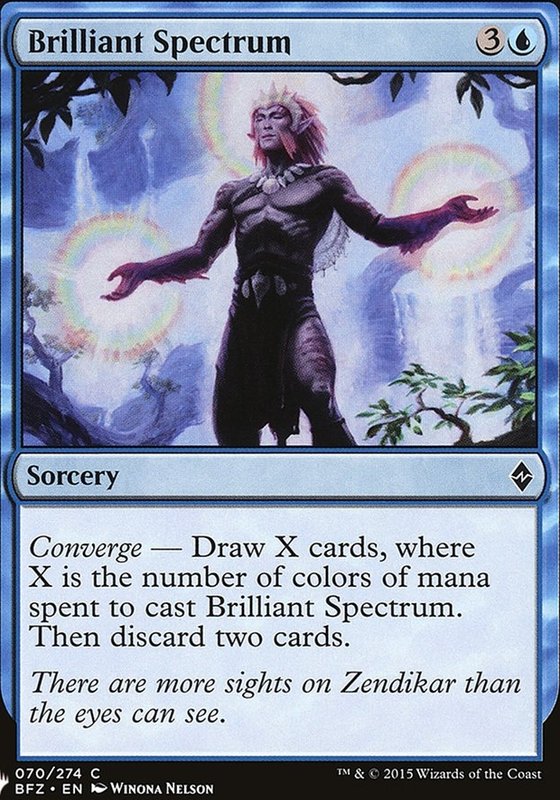 Brilliant Spectrum 3
Sorcery
Converge — Draw X cards, where
X is the number of colors of mana
spent to cast Brilliant Spectrum.
Then discard two cards.
There are more sights on Zendikar than
the eyes can see.
070/274 C
BFZ • EN Winona Nelson
™ & © 2015 Wizards of the Coast